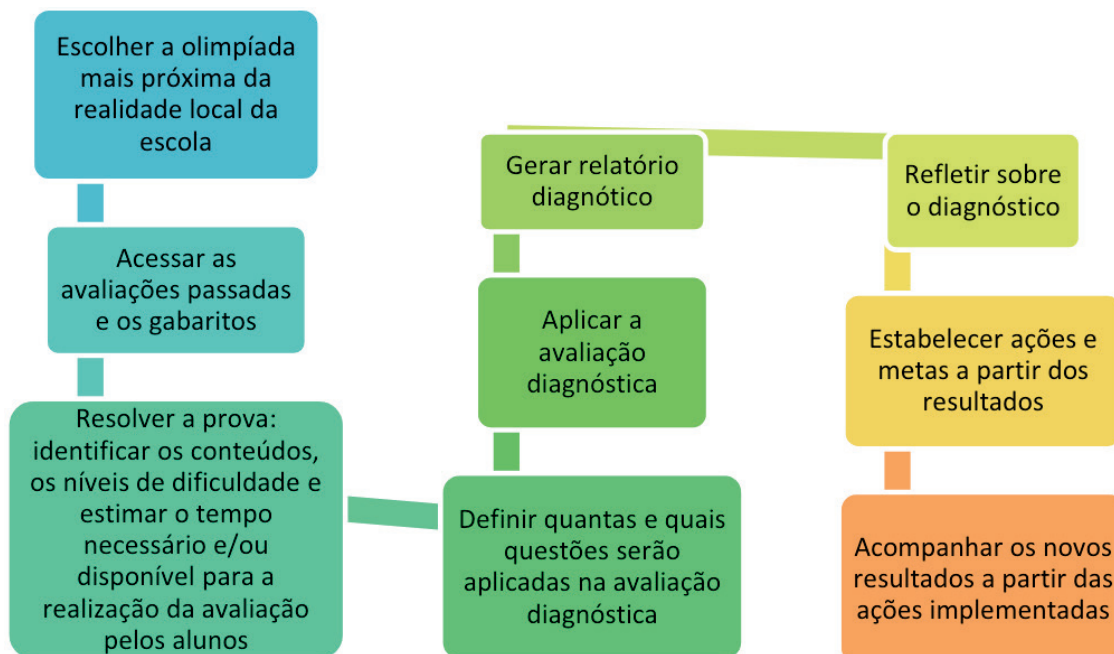 Escolher a olimpíada
mais próxima da
realidade local da
escola
Acessar as
avaliações passadas
e os gabaritos
Resolver a prova:
identificar os conteúdos,
os níveis de dificuldade e
estimar o tempo
necessário e/ou
disponível para a
realização da avaliação
pelos alunos
Definir quantas e quais
questões serão
aplicadas na avaliação
diagnóstica
Aplicar a
avaliação
diagnóstica
Gerar relatório
diagnótico
Refletir sobre
o diagnóstico
Estabelecer ações e
metas a partir dos
resultados
Acompanhar os novos
resultados a partir das
ações implementadas